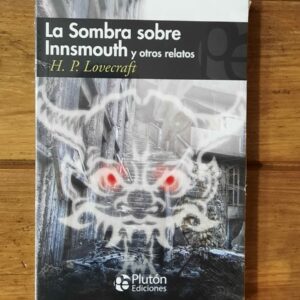 La Sombra sobre
Innsmouth y otros relatos
H. P. Lovecraft
Plutón
Ediciones